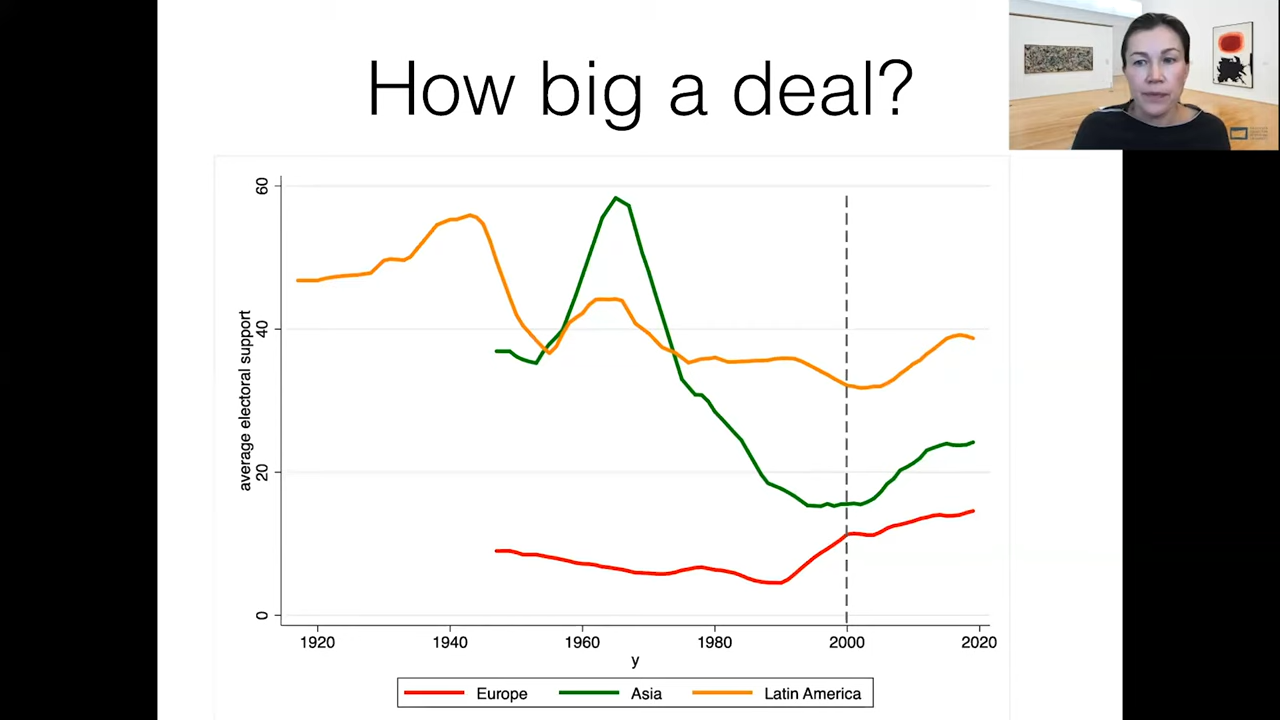 How big a deal?
average electoral support
60
40
20
0
1920 1940 1960 1980 2000 2020
y
Europe Asia Latin America